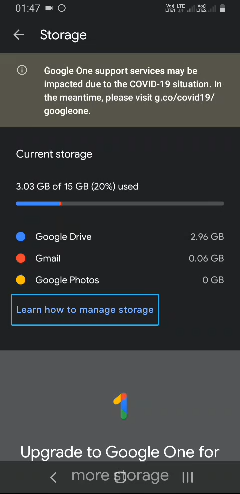 01:47
Storage
Google One support services may be
impacted due to the COVID-19 situation. In
the meantime, please visit g.co/covid19/
googleone.
Current storage
3.03 GB of 15 GB (20%) used
Google Drive 2.96 GB
Gmail 0.06 GB
Google Photos 0 GB
Learn how to manage storage
Upgrade to Google One for
more storage